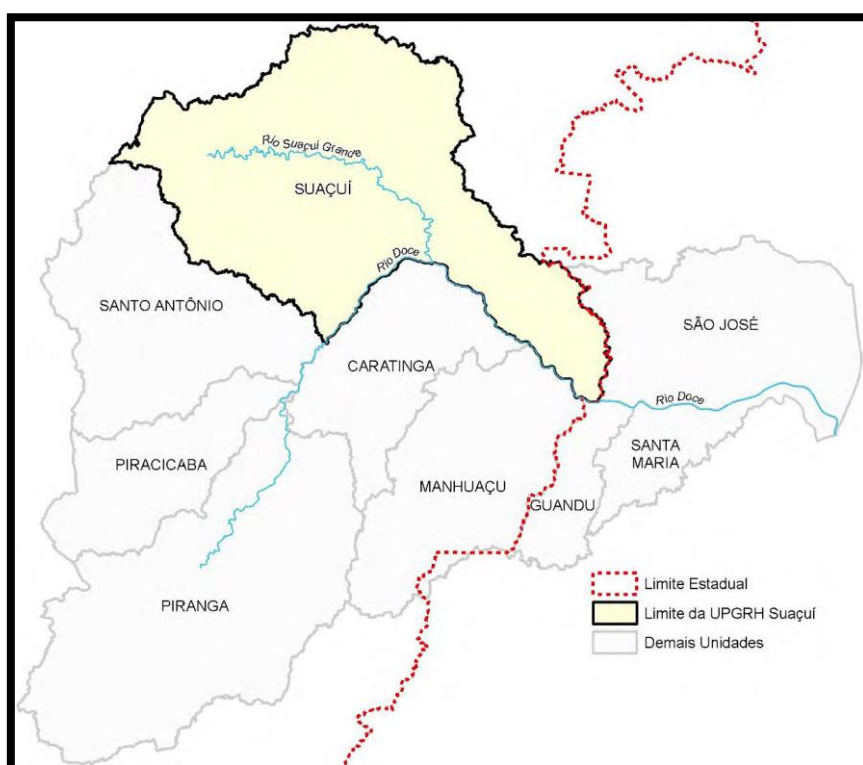 Rio Suaçuí Grande
SUAÇUÍ
Rio Doce
SANTO ANTÔNIO
SÃO JOSÉ
CARATINGA
Rio Doce
SANTA
MARIA
PIRACICABA
MANHUAÇU
GUANDU
PIRANGA
Limite Estadual
Limite da UPGRH Suaçuí
Demais Unidades